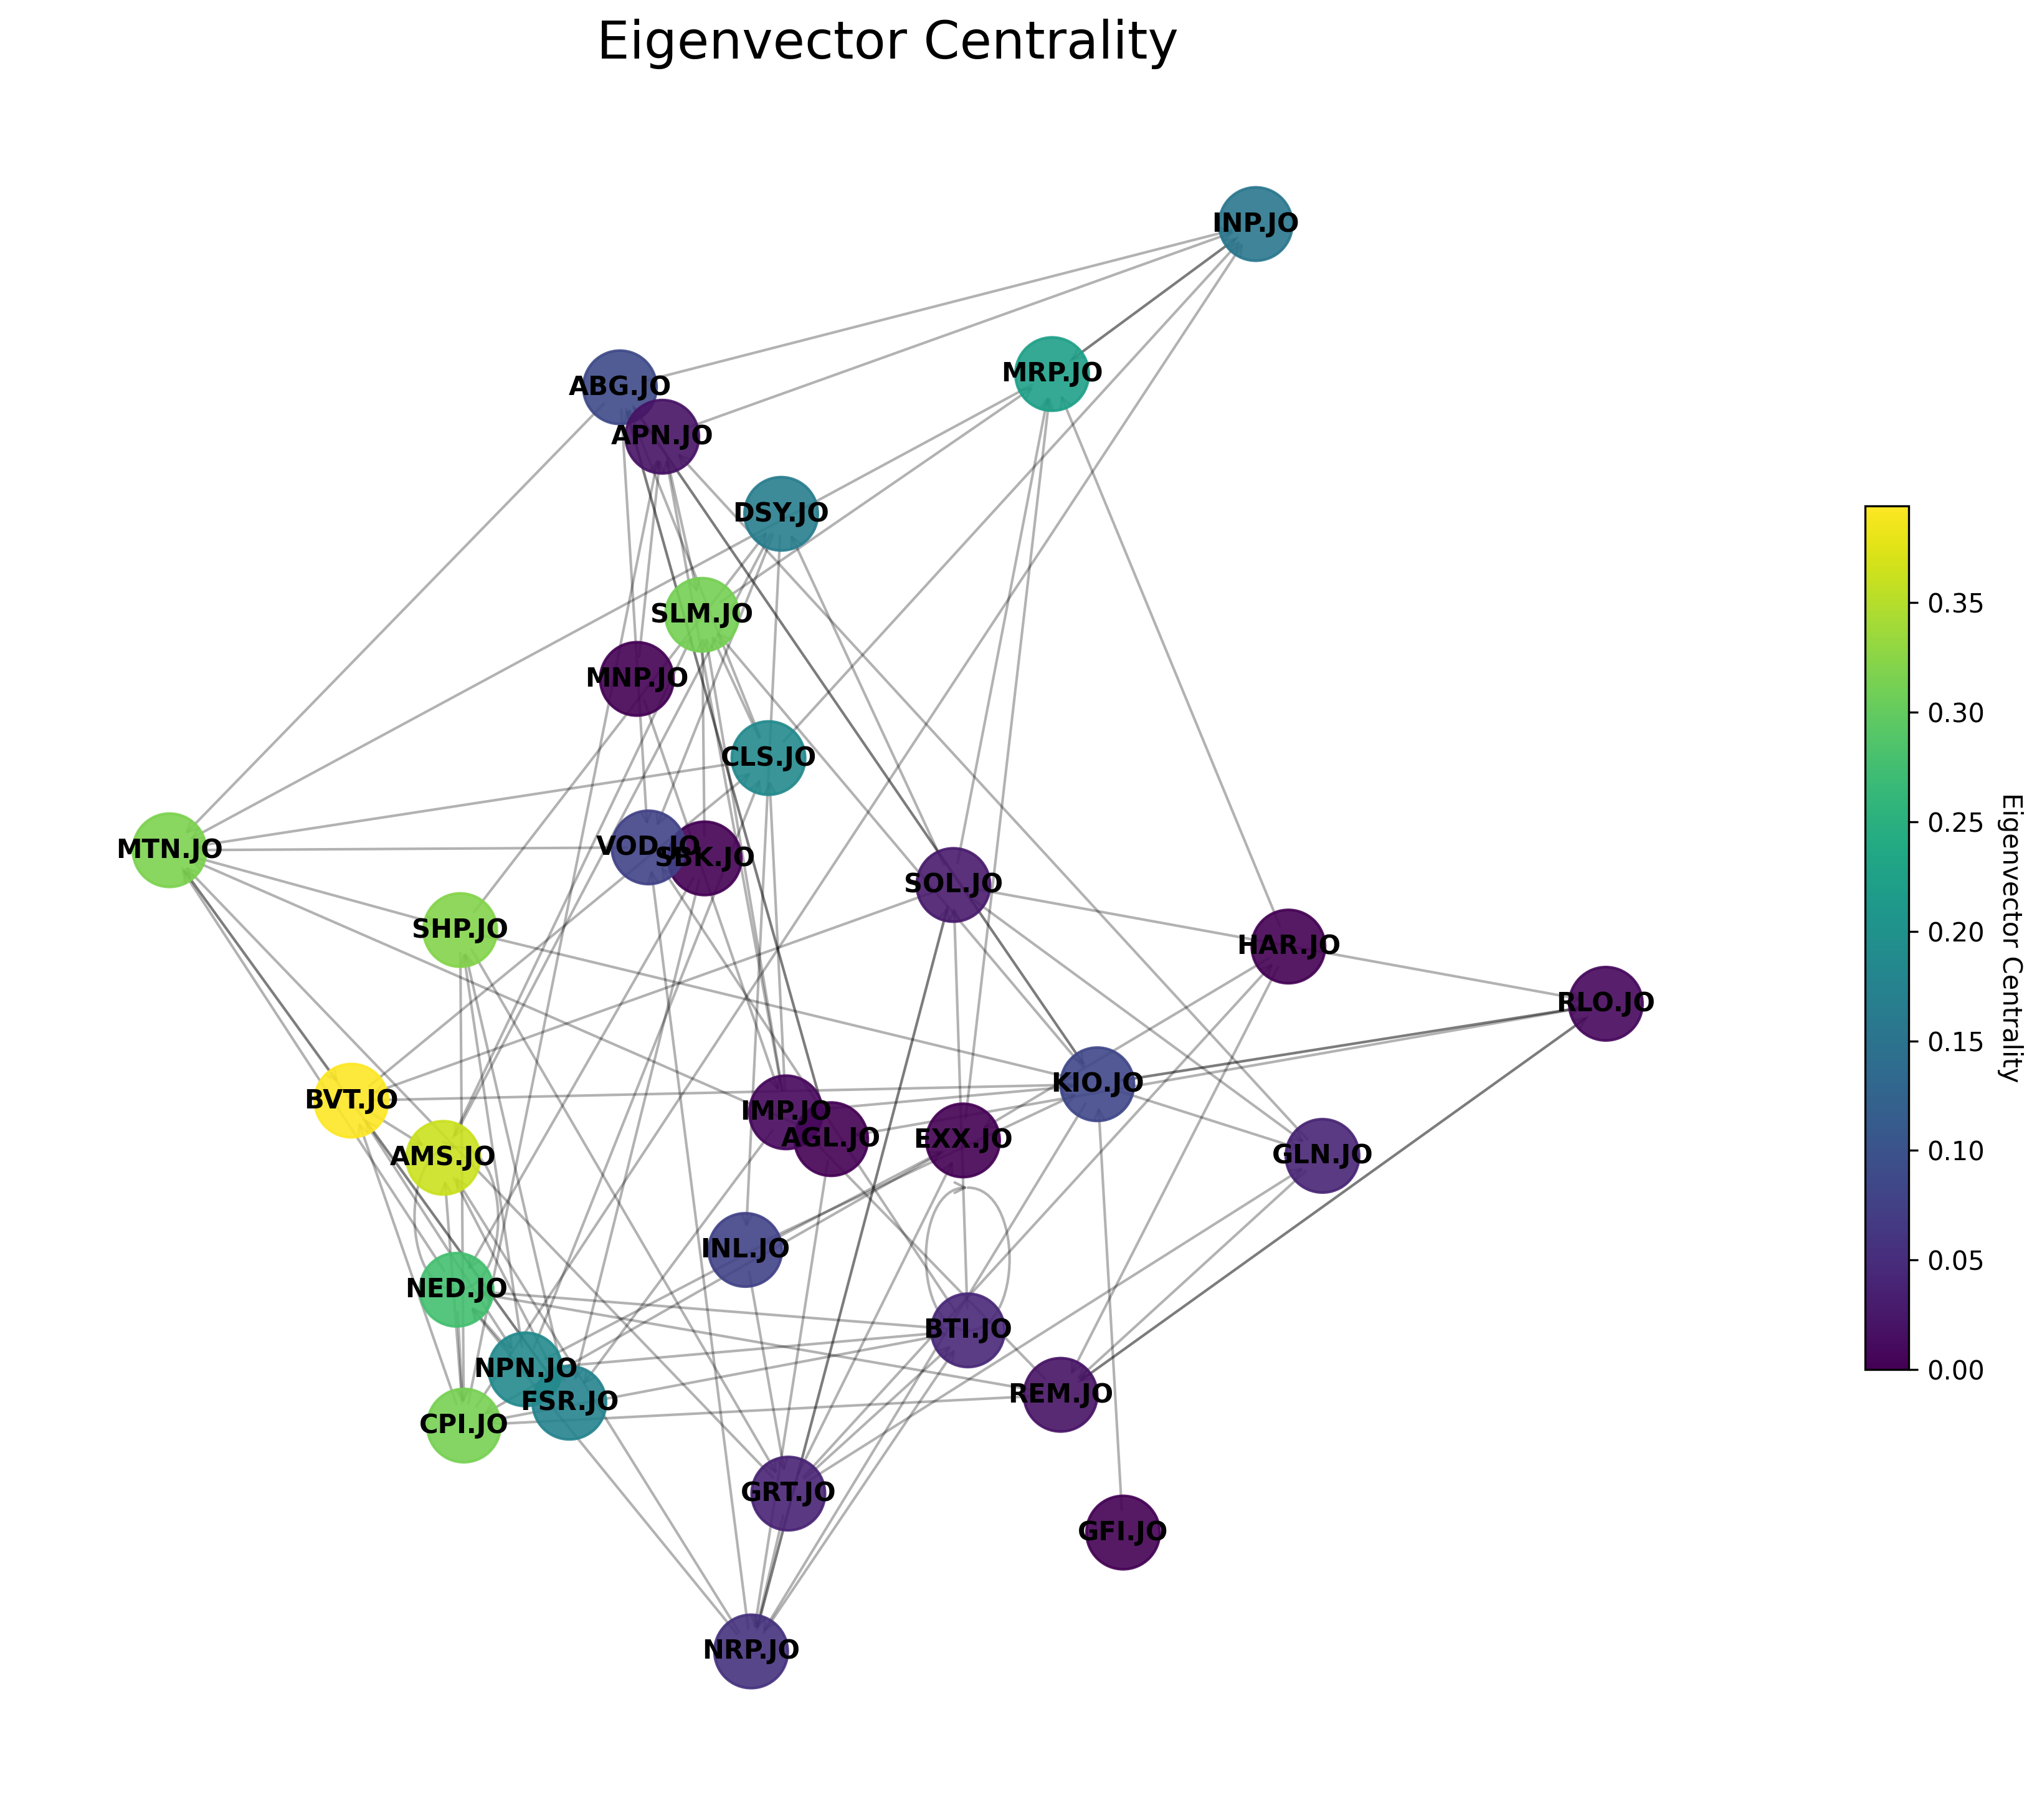 Eigenvector Centrality
INP.JO
MRP.JO
ABG.JO
APN.JO
DSY.JO
SLM.JO
MNP.JO
CLS.JO
MTN.JO
VOD.JO
SBK.JO
SOL.JO
SHP.JO
HAR.JO
RLO.JO
KIO.JO
BVT.JO
IMP.JO
AGL.JO
EXX.JO
AMS.JO
GLN.JO
INL.JO
NED.JO
BTI.JO
NPN.JO
REM.JO
FSR.JO
CPI.JO
GRT.JO
GFI.JO
NRP.JO
0.35
0.30
0.25
0.20
0.15
0.10
0.05
0.00
Eigenvector Centrality